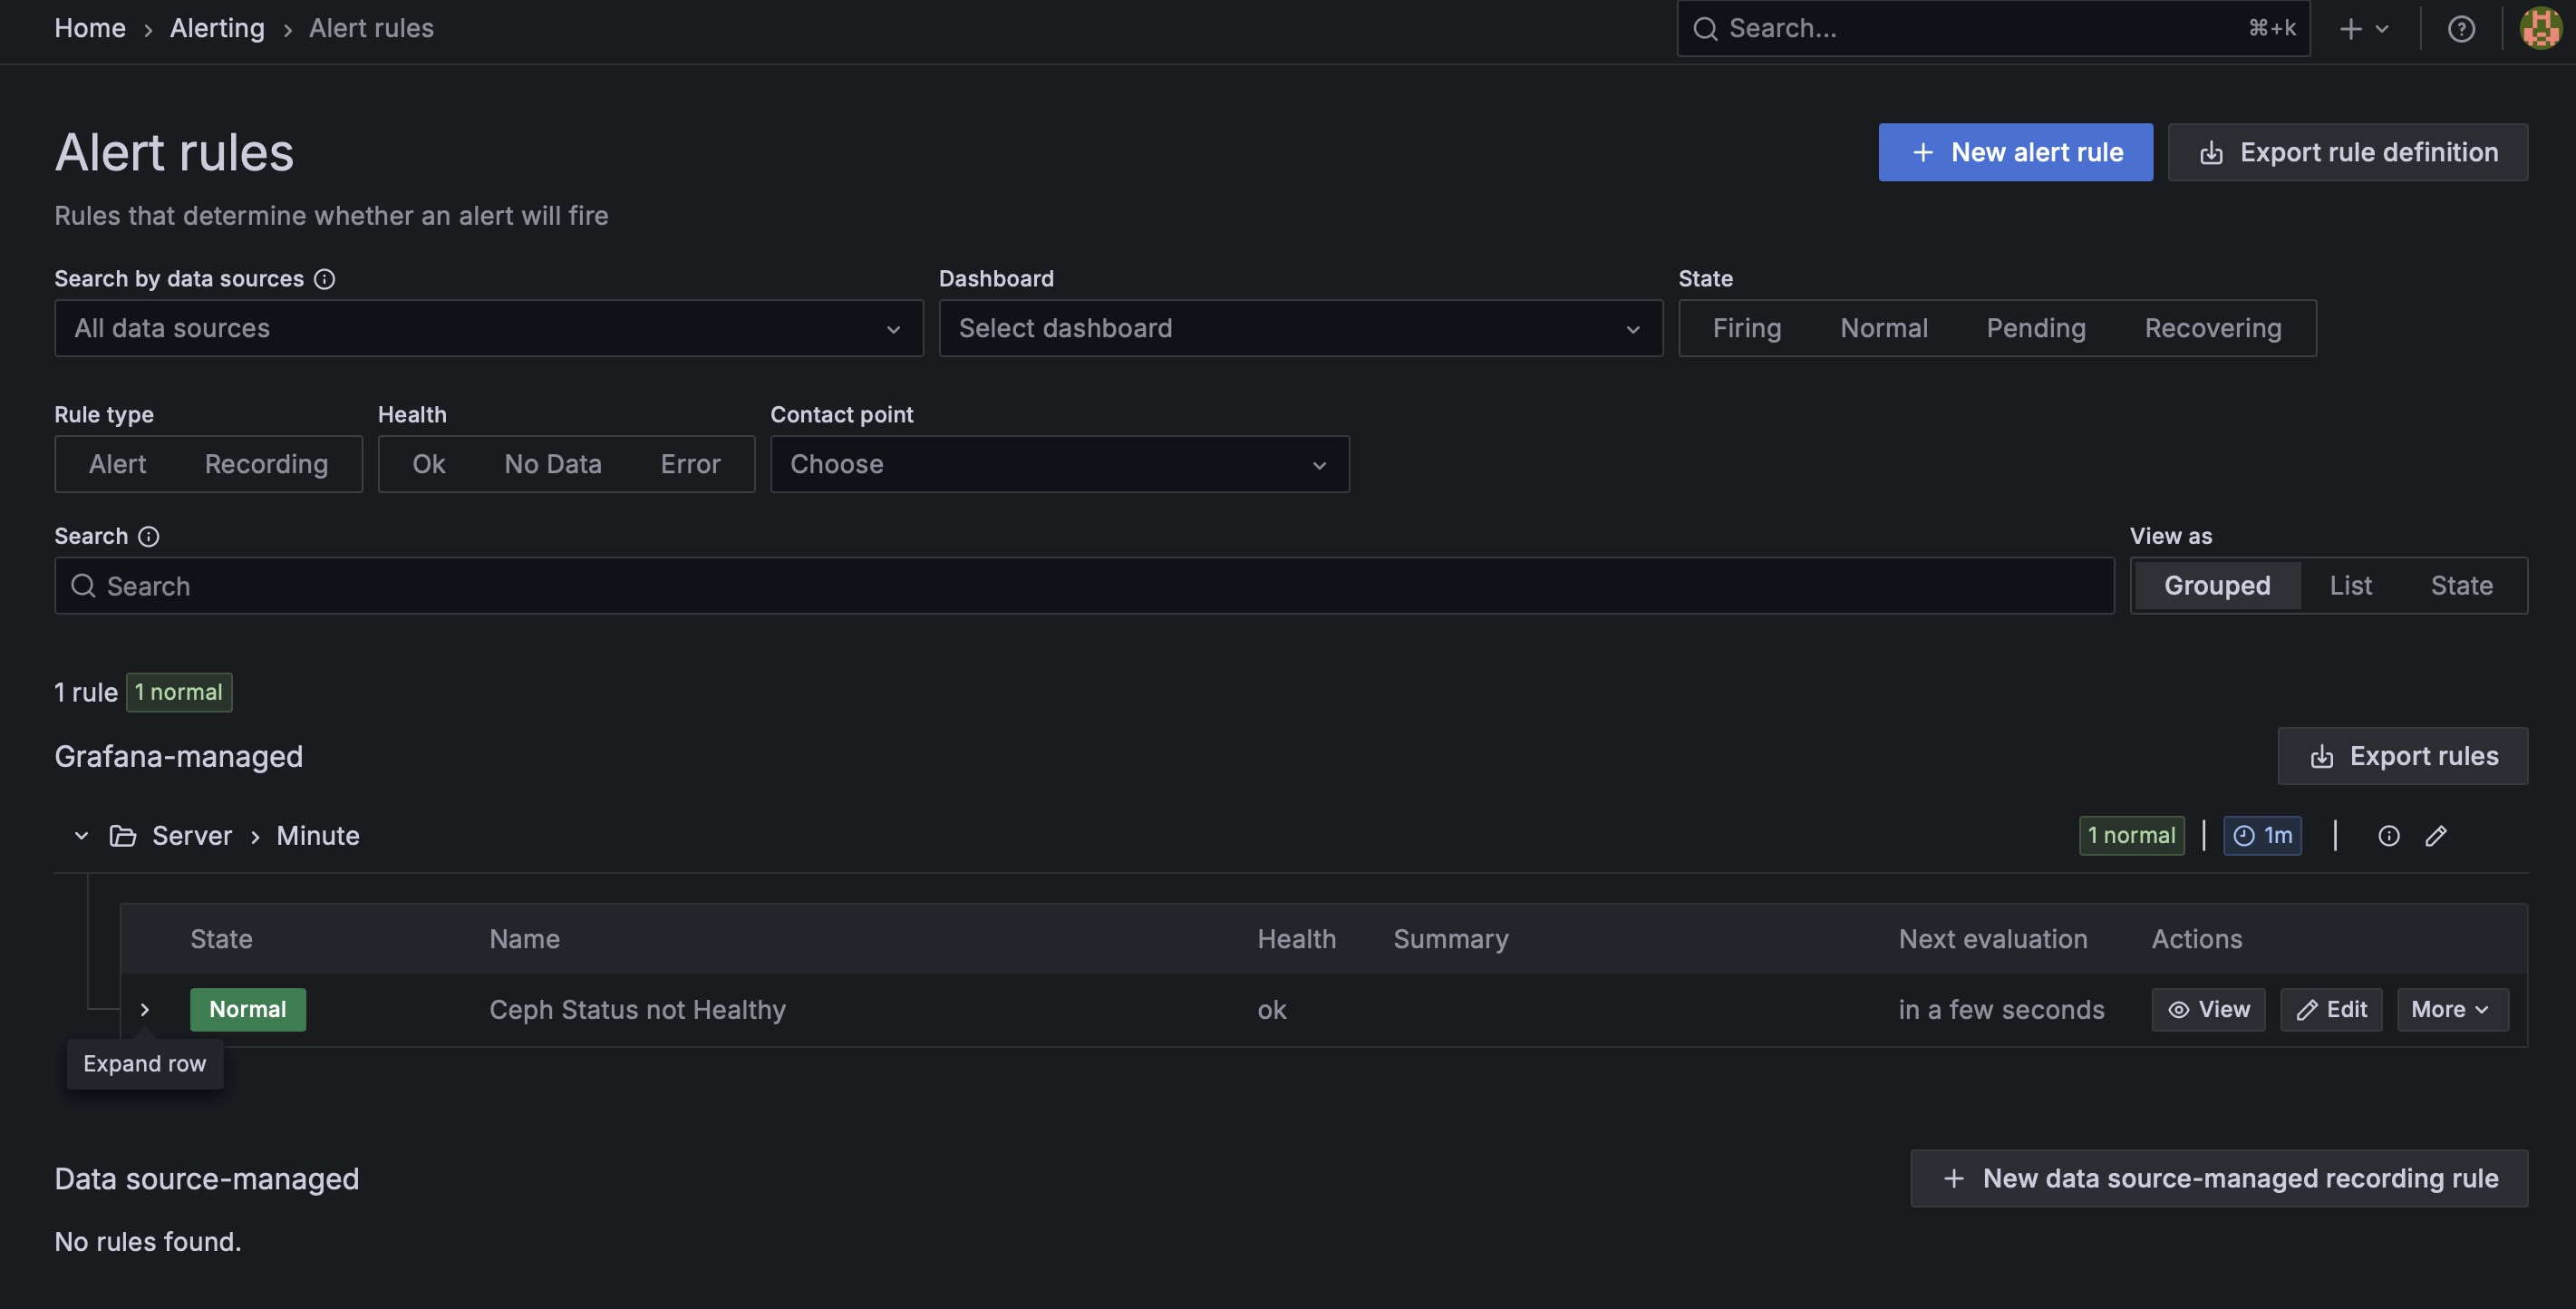 Home › Alerting › Alert rules
Search... ⌘+k
Alert rules
+ New alert rule
Export rule definition
Rules that determine whether an alert will fire
Search by data sources
Dashboard
State
All data sources
Select dashboard
Firing Normal Pending Recovering
Rule type
Health
Contact point
Alert Recording
Ok No Data Error
Choose
Search
View as
Search
Grouped List State
1 rule 1 normal
Grafana-managed
Export rules
Server › Minute
1 normal | 1m |
State Name Health Summary Next evaluation Actions
Normal Ceph Status not Healthy ok in a few seconds View Edit More
Expand row
Data source-managed
+ New data source-managed recording rule
No rules found.